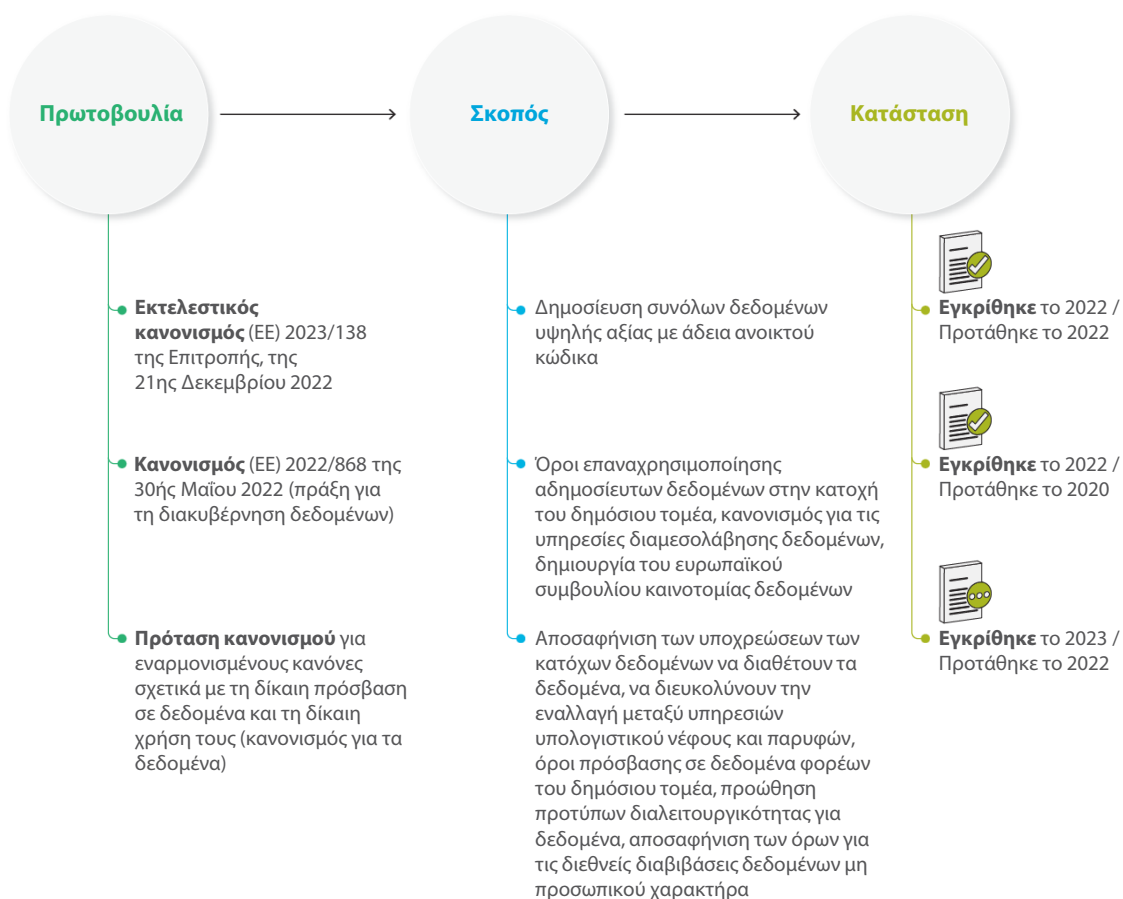 Πρωτοβουλία
Σκοπός
Κατάσταση
Εκτελεστικός
κανονισμός (ΕΕ) 2023/138
της Επιτροπής, της
21ης Δεκεμβρίου 2022
Δημοσίευση συνόλων δεδομένων
υψηλής αξίας με άδεια ανοικτού
κώδικα
Εγκρίθηκε το 2022 /
Προτάθηκε το 2022
Κανονισμός (ΕΕ) 2022/868 της
30ής Μαΐου 2022 (πράξη για
τη διακυβέρνηση δεδομένων)
Όροι επαναχρησιμοποίησης
αδημοσίευτων δεδομένων στην κατοχή
του δημόσιου τομέα, κανονισμός για τις
υπηρεσίες διαμεσολάβησης δεδομένων,
δημιουργία του ευρωπαϊκού
συμβουλίου καινοτομίας δεδομένων
Εγκρίθηκε το 2022 /
Προτάθηκε το 2020
Πρόταση κανονισμού για
εναρμονισμένους κανόνες
σχετικά με τη δίκαιη πρόσβαση
σε δεδομένα και τη δίκαιη
χρήση τους (κανονισμός για τα
δεδομένα)
Αποσαφήνιση των υποχρεώσεων των
κατόχων δεδομένων να διαθέτουν τα
δεδομένα, να διευκολύνουν την
εναλλαγή μεταξύ υπηρεσιών
υπολογιστικού νέφους και παρυφών,
όροι πρόσβασης σε δεδομένα φορέων
του δημόσιου τομέα, προώθηση
προτύπων διαλειτουργικότητας για
δεδομένα, αποσαφήνιση των όρων για
τις διεθνείς διαβιβάσεις δεδομένων μη
προσωπικού χαρακτήρα
Εγκρίθηκε το 2023 /
Προτάθηκε το 2022